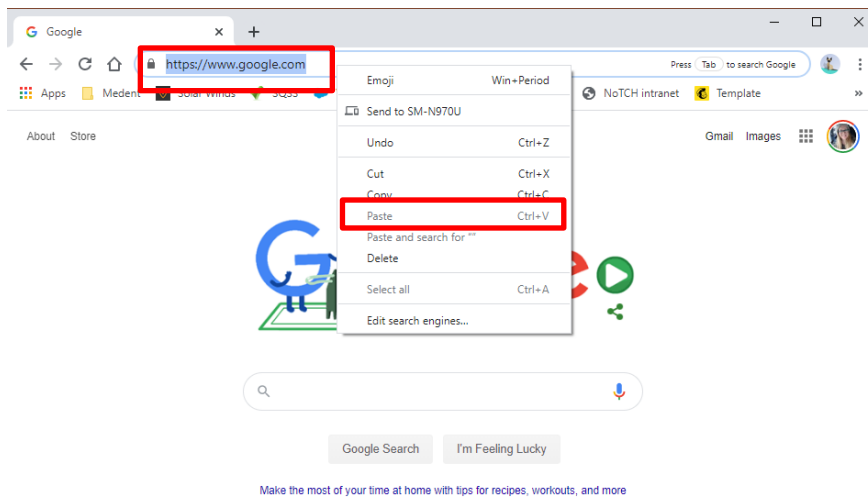 Google
https://www.google.com
Press Tab to search Google
Apps
Medent
NoTCH intranet
Template
»
About Store
Gmail Images
Emoji Win+Period
Send to SM-N970U
Undo Ctrl+Z
Cut Ctrl+X
Copy Ctrl+C
Paste Ctrl+V
Paste and search for ""
Delete
Select all Ctrl+A
Edit search engines...
Google Search
I'm Feeling Lucky
Make the most of your time at home with tips for recipes, workouts, and more